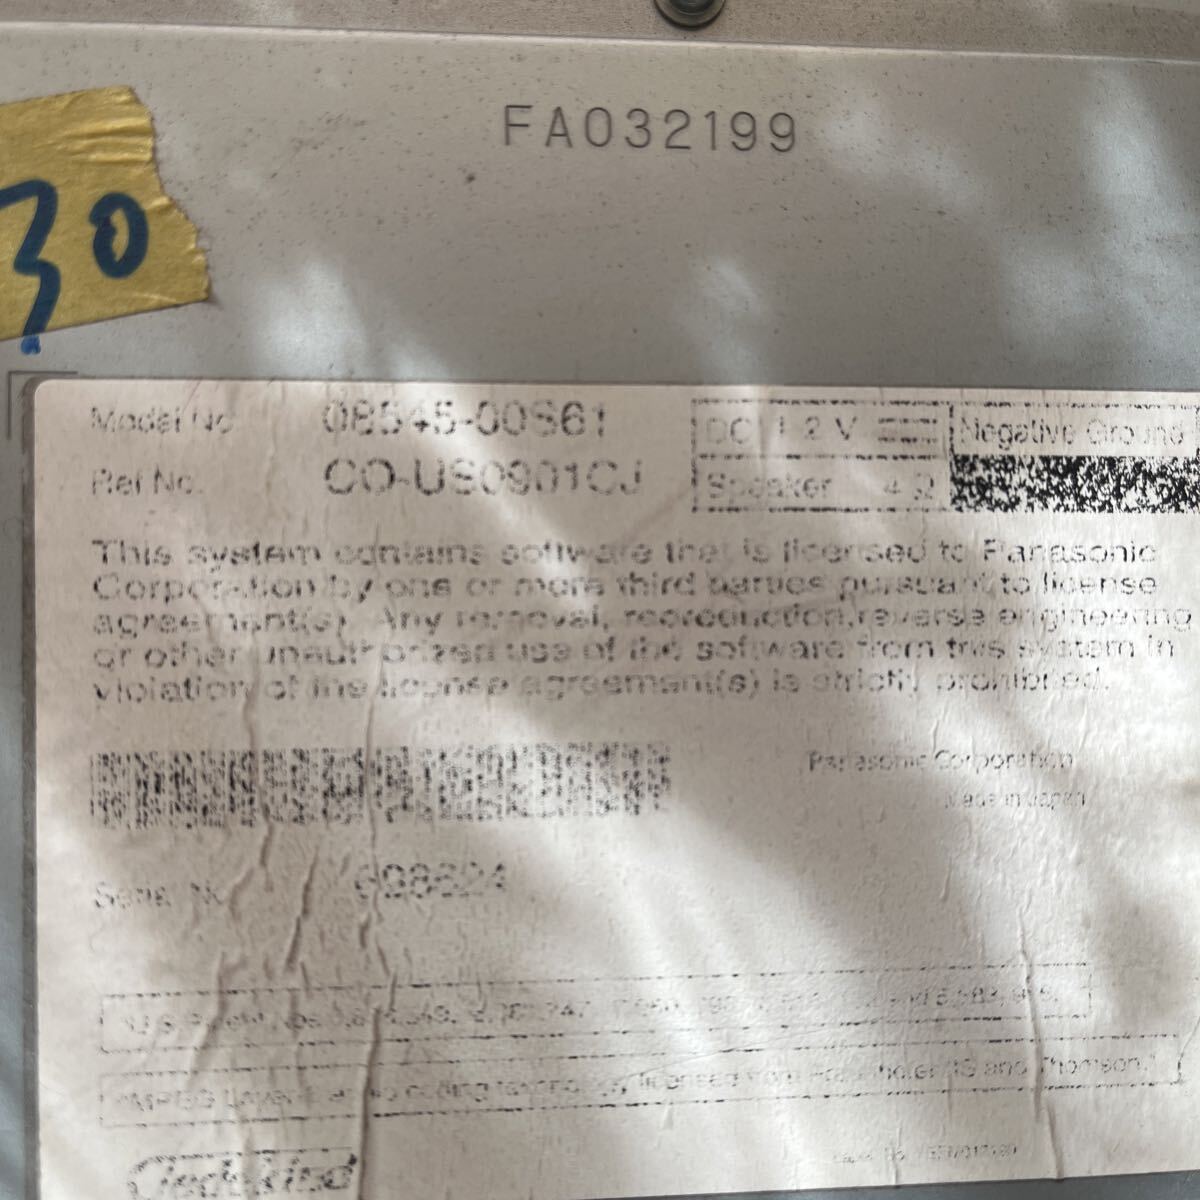 FA032199
30
Model No. 08545-00S61
Ref No. CO-US0901CJ
DC 12V Negative Ground
Speaker 4Ω
This system contains software that is licensed to Panasonic
Corporation by one or more third parties pursuant to license
agreement(s). Any removal, reproduction, reverse engineering
or other unauthorized use of the software from this system in
violation of the license agreement(s) is strictly prohibited.
Panasonic Corporation
Made in Japan
Serial No.
MPEG Layer-3 audio coding technology licensed from Fraunhofer IIS and Thomson.